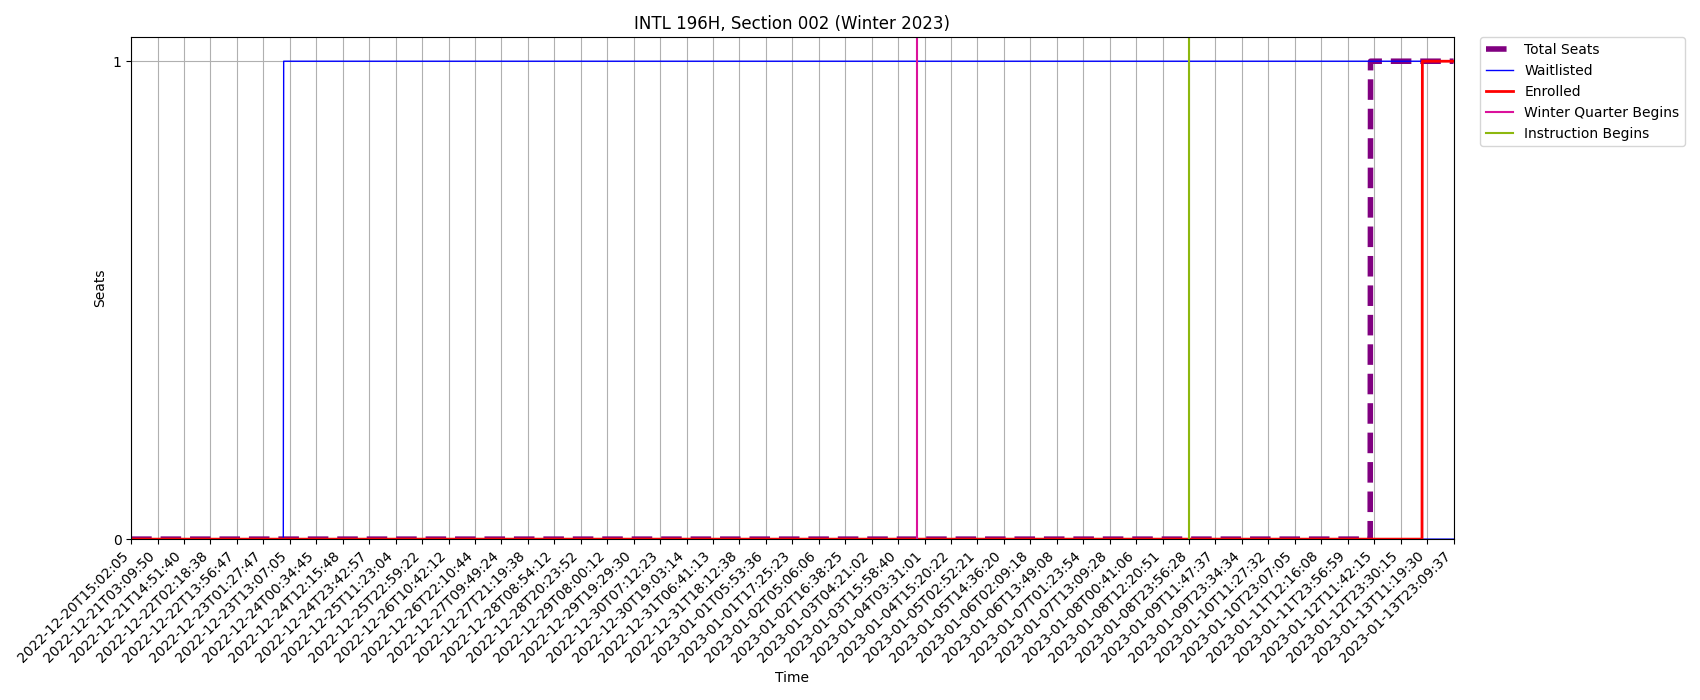 INTL 196H, Section 002 (Winter 2023)
Total Seats
Waitlisted
Enrolled
Winter Quarter Begins
Instruction Begins
1
Seats
0
2022-12-20T15:02:05
2022-12-21T03:09:50
2022-12-21T14:51:40
2022-12-22T02:18:38
2022-12-22T13:56:47
2022-12-23T01:27:47
2022-12-23T13:07:05
2022-12-24T00:34:45
2022-12-24T12:15:48
2022-12-24T23:42:57
2022-12-25T11:23:04
2022-12-25T22:59:22
2022-12-26T10:42:12
2022-12-26T22:10:44
2022-12-27T09:49:24
2022-12-27T21:19:38
2022-12-28T08:54:12
2022-12-28T20:23:52
2022-12-29T08:00:12
2022-12-29T19:29:30
2022-12-30T07:12:23
2022-12-30T19:03:14
2022-12-31T06:41:13
2022-12-31T18:12:38
2023-01-01T05:53:36
2023-01-01T17:25:23
2023-01-02T05:06:06
2023-01-02T16:38:25
2023-01-03T04:21:02
2023-01-03T15:58:40
2023-01-04T03:31:01
2023-01-04T15:20:22
2023-01-05T02:52:21
2023-01-05T14:36:20
2023-01-06T02:09:18
2023-01-06T13:49:08
2023-01-07T01:23:54
2023-01-07T13:09:28
2023-01-08T00:41:06
2023-01-08T12:20:51
2023-01-08T23:56:28
2023-01-09T11:47:37
2023-01-09T23:34:34
2023-01-10T11:27:32
2023-01-10T23:07:05
2023-01-11T12:16:08
2023-01-11T23:56:59
2023-01-12T11:42:15
2023-01-12T23:30:15
2023-01-13T11:19:30
2023-01-13T23:09:37
Time